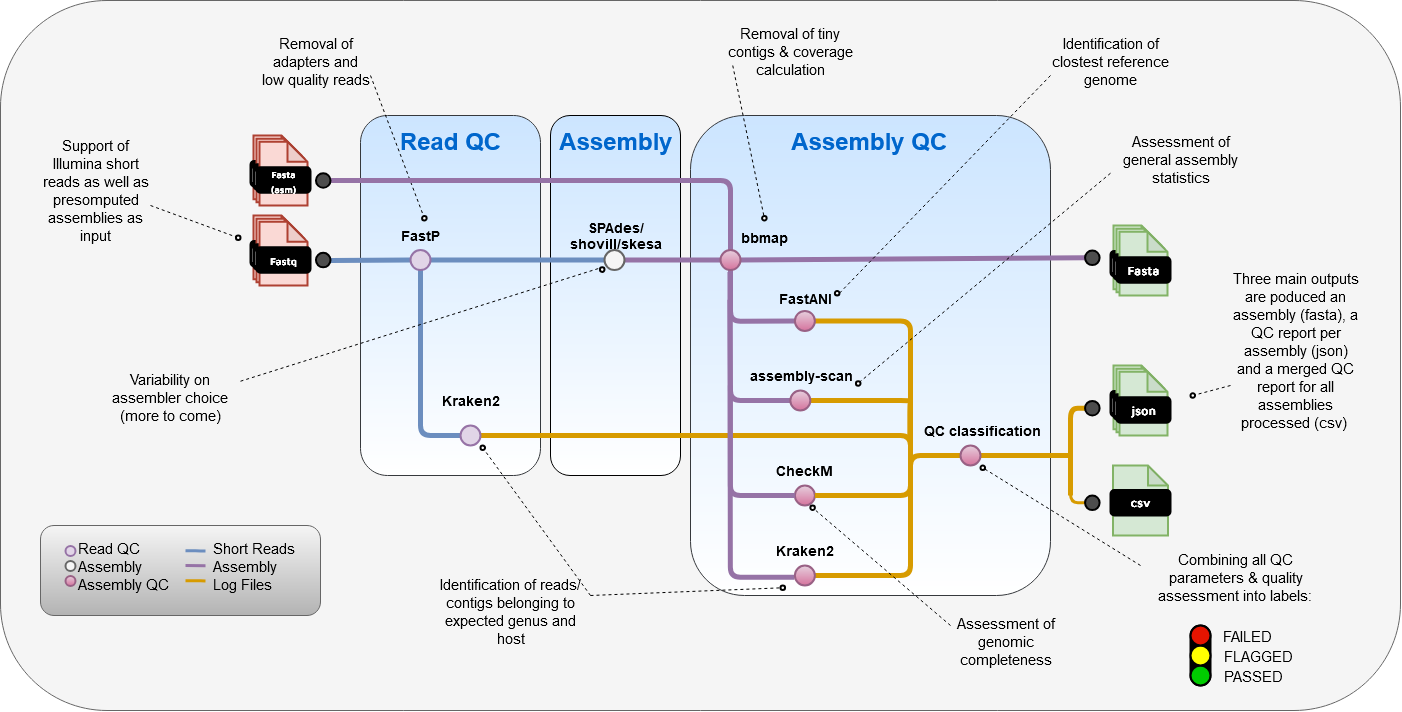 Removal of
adapters and
low quality reads
Removal of tiny
contigs & coverage
calculation
Identification of
clostest reference
genome
Support of
Illumina short
reads as well as
presomputed
assemblies as
input
Fasta
(asm)
Fastq
Read QC
Assembly
Assembly QC
Assessment of
general assembly
statistics
FastP
SPAdes/
shovill/skesa
bbmap
FastANI
assembly-scan
Kraken2
QC classification
CheckM
Kraken2
Fasta
json
csv
Three main outputs
are poduced an
assembly (fasta), a
QC report per
assembly (json)
and a merged QC
report for all
assemblies
processed (csv)
Variability on
assembler choice
(more to come)
Read QC
Assembly
Assembly QC
Short Reads
Assembly
Log Files
Identification of reads/
contigs belonging to
expected genus and
host
Assessment of
genomic
completeness
Combining all QC
parameters & quality
assessment into labels:
FAILED
FLAGGED
PASSED